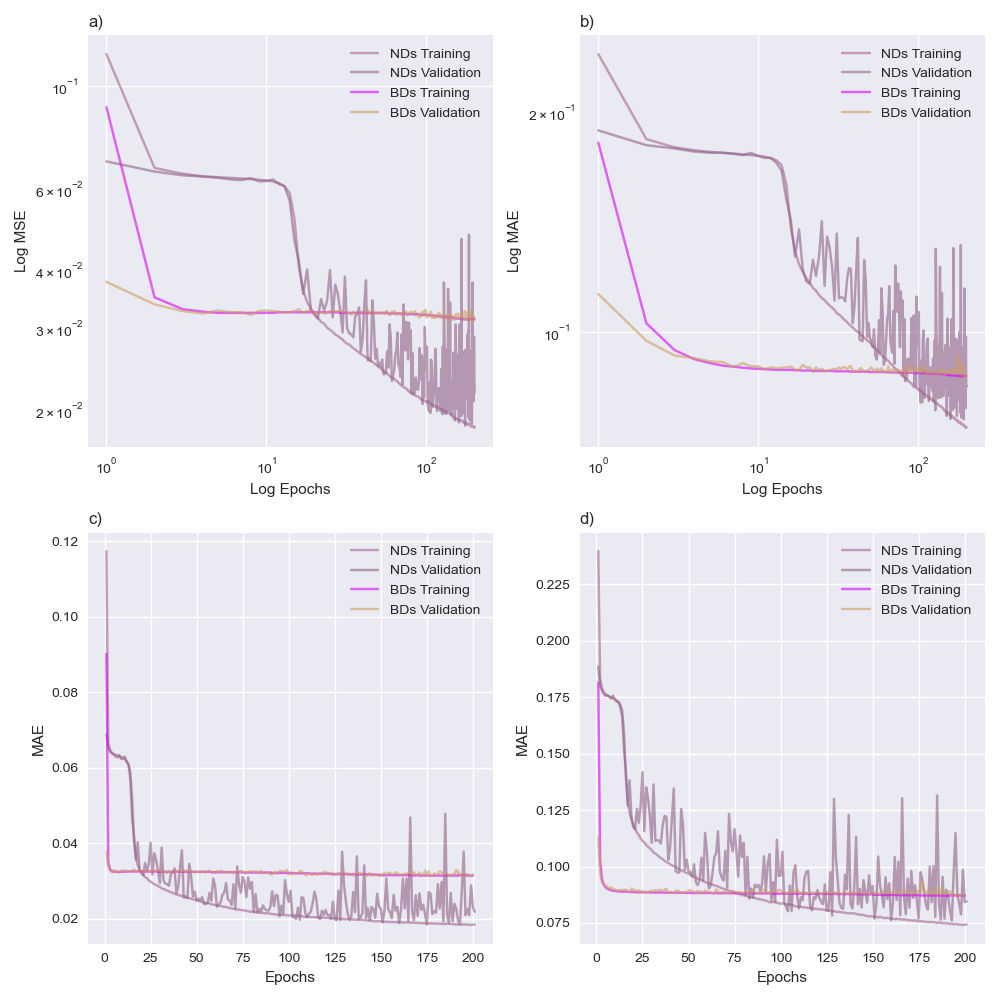 a)
NDs Training
NDs Validation
BDs Training
BDs Validation
10⁻¹
6 × 10⁻²
4 × 10⁻²
3 × 10⁻²
2 × 10⁻²
Log MSE
10⁰ 10¹ 10²
Log Epochs
b)
NDs Training
NDs Validation
BDs Training
BDs Validation
2 × 10⁻¹
10⁻¹
Log MAE
10⁰ 10¹ 10²
Log Epochs
c)
NDs Training
NDs Validation
BDs Training
BDs Validation
0.12
0.10
0.08
0.06
0.04
0.02
MAE
0 25 50 75 100 125 150 175 200
Epochs
d)
NDs Training
NDs Validation
BDs Training
BDs Validation
0.225
0.200
0.175
0.150
0.125
0.100
0.075
MAE
0 25 50 75 100 125 150 175 200
Epochs